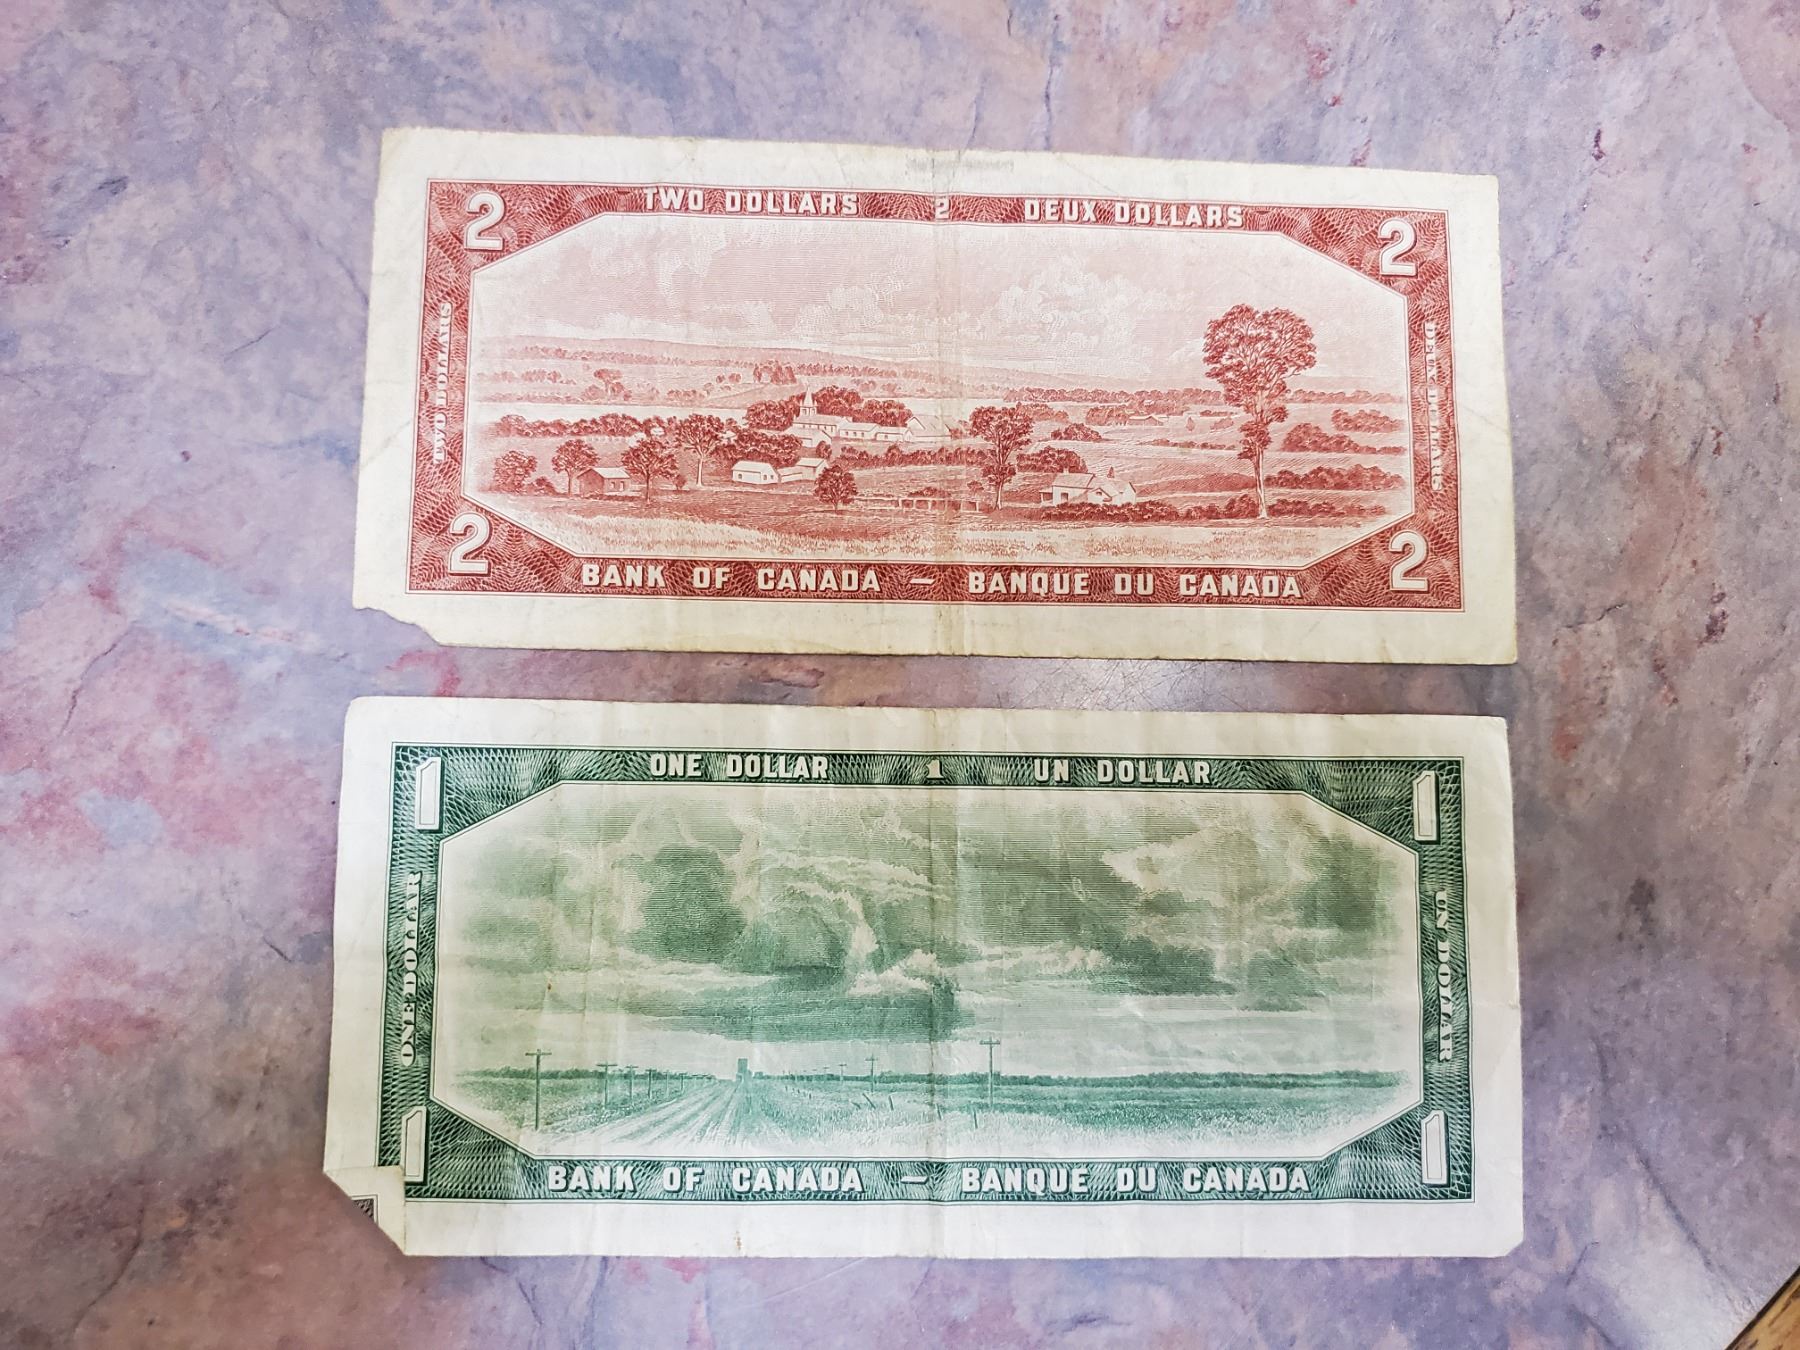 2 TWO DOLLARS 2 DEUX DOLLARS 2
TWO DOLLARS
DEUX DOLLARS
2 BANK OF CANADA — BANQUE DU CANADA 2
1 ONE DOLLAR 1 UN DOLLAR 1
ONE DOLLAR
UN DOLLAR
1 BANK OF CANADA — BANQUE DU CANADA 1